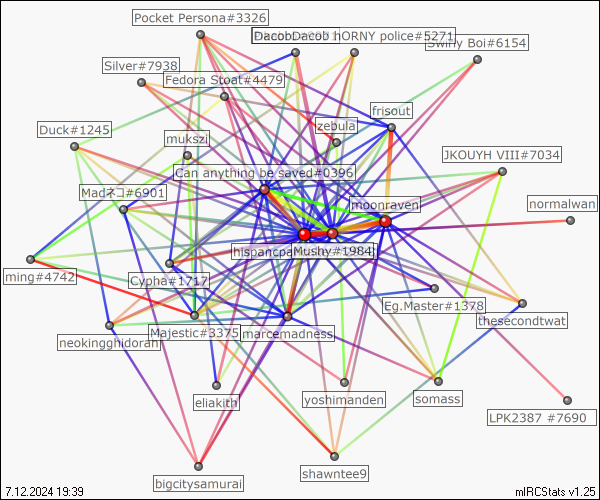 Pocket Persona#3326
HORNY police#5271
Swiny Boi#6154
Silver#7938
Fedora Stoat#4479
frisout
zebula
Duck#1245
mukszi
JKOUYH VIII#7034
Can anything be saved#0396
Madネコ#6901
moonraven
normalwan
Mushy#1984
ming#4742
Cypha#1717
Eg.Master#1378
thesecondtwat
Majestic#3375
marcemadness
neokingghidorah
eliakith
yoshimanden
somass
LPK2387 #7690
shawntee9
bigcitysamurai
7.12.2024 19:39
mIRCStats v1.25